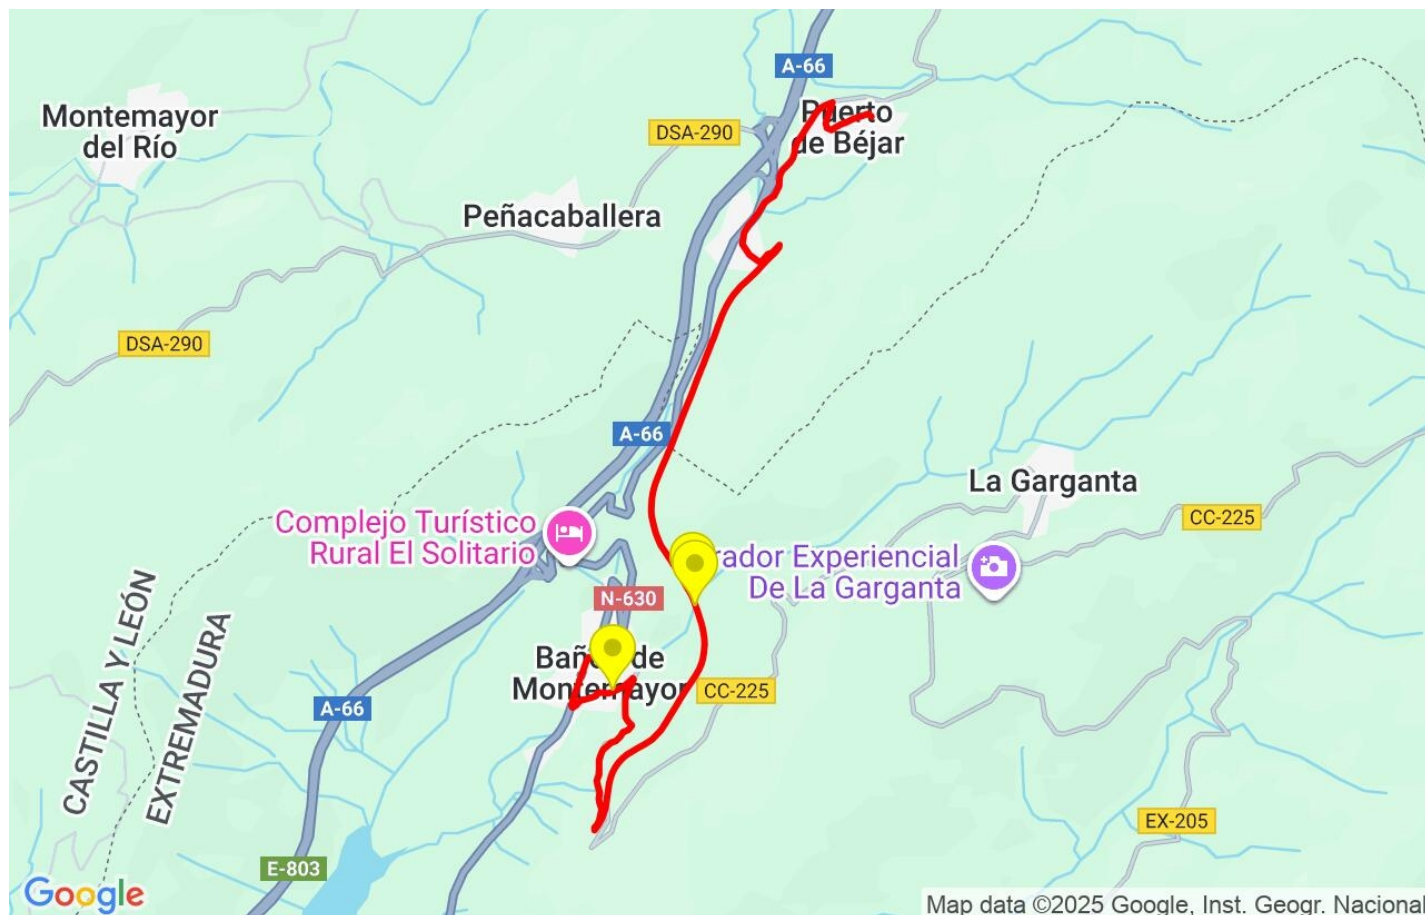 A-66
Montemayor
del Río
DSA-290
Puerto
de Béjar
Peñacaballera
DSA-290
A-66
La Garganta
CC-225
Complejo Turístico
Rural El Solitario
rador Experiencial
De La Garganta
N-630
CASTILLA Y LEÓN
EXTREMADURA
Baños de
Montemayor
CC-225
A-66
EX-205
E-803
Google
Map data ©2025 Google, Inst. Geogr. Nacional